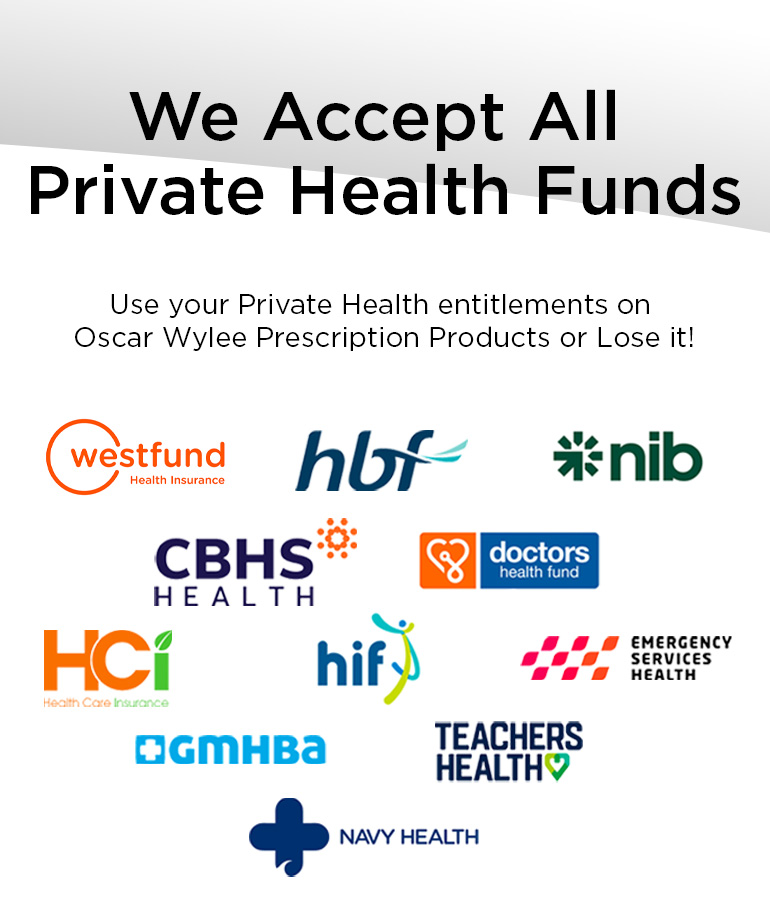 We Accept All
Private Health Funds
Use your Private Health entitlements on
Oscar Wylee Prescription Products or Lose it!
westfund
Health Insurance
hbf
nib
CBHS
HEALTH
doctors
health fund
HCi
Health Care Insurance
hif
EMERGENCY
SERVICES
HEALTH
GMHBa
TEACHERS
HEALTH
NAVY HEALTH